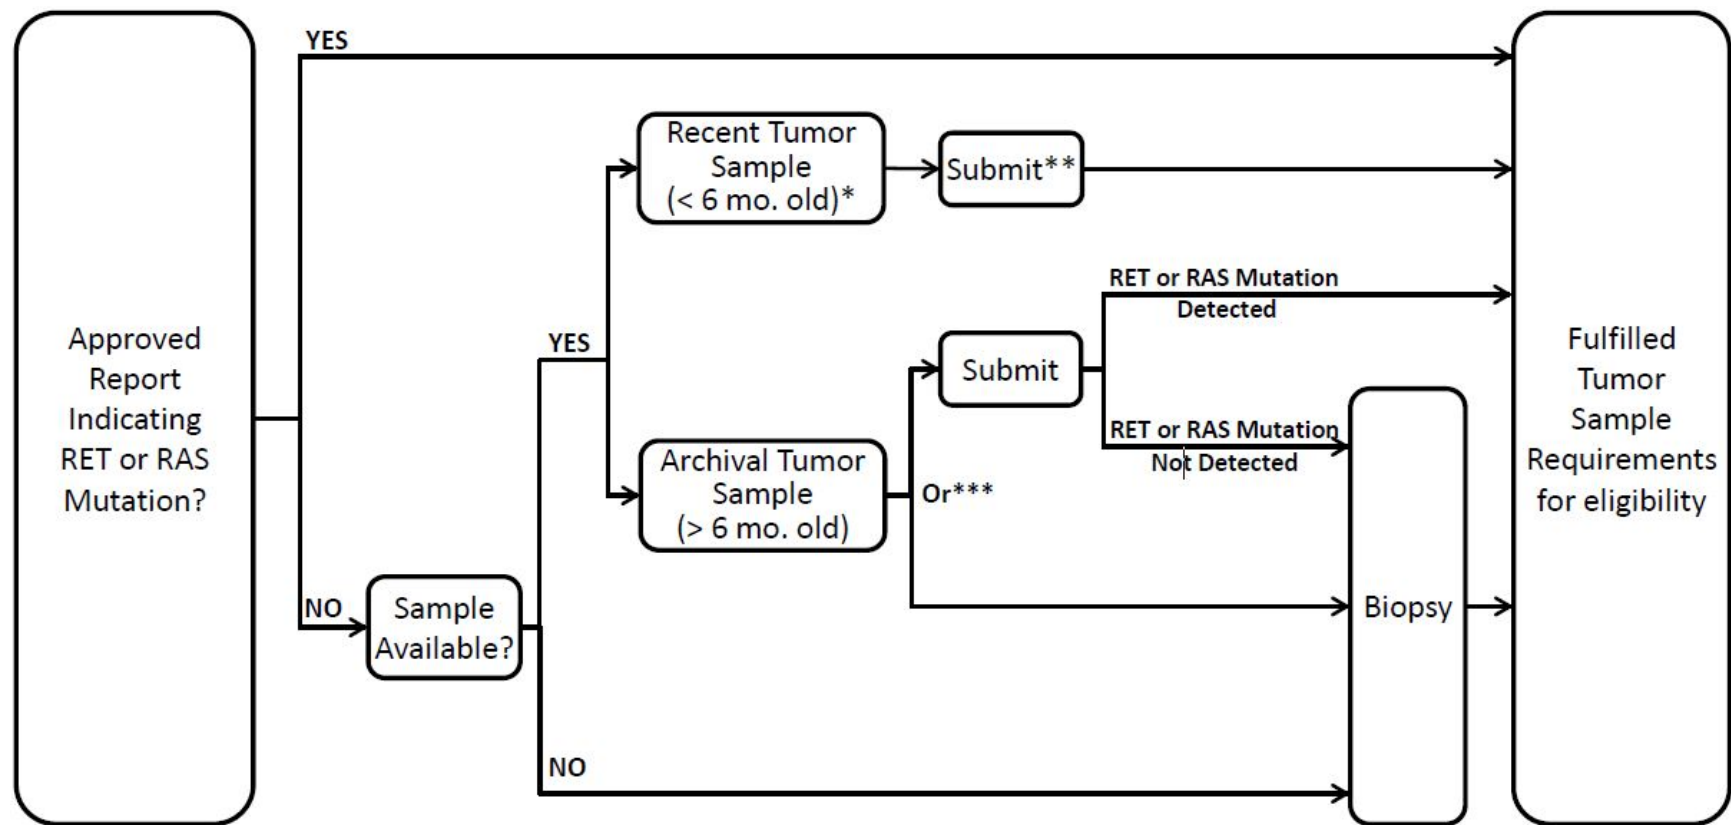 Approved
Report
Indicating
RET or RAS
Mutation?
YES
NO
Sample
Available?
YES
NO
Recent Tumor
Sample
(< 6 mo. old)*
Submit**
Archival Tumor
Sample
(> 6 mo. old)
Or***
Submit
RET or RAS Mutation
Detected
RET or RAS Mutation
Not Detected
Biopsy
Fulfilled
Tumor
Sample
Requirements
for eligibility